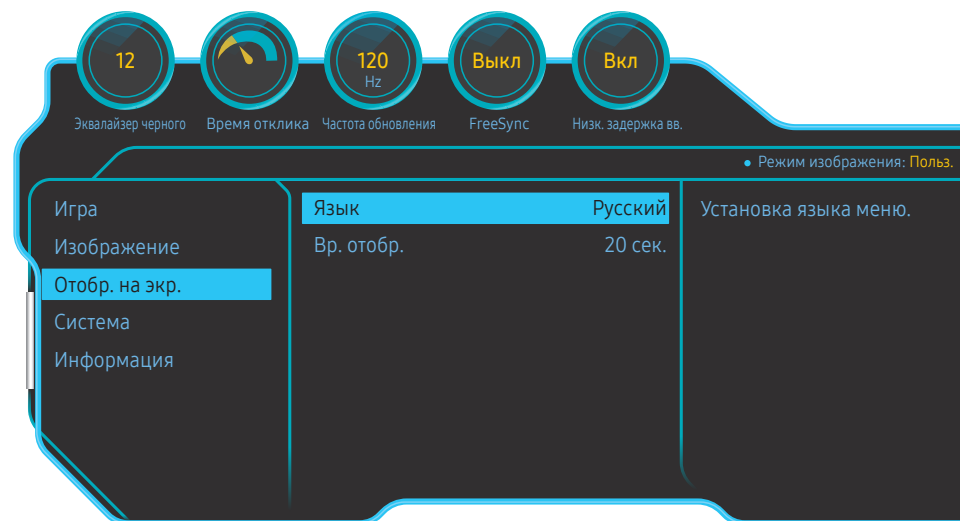 12
120
Hz
Выкл
Вкл
Эквалайзер черного
Время отклика
Частота обновления
FreeSync
Низк. задержка вв.
• Режим изображения: Польз.
Игра
Изображение
Отобр. на экр.
Система
Информация
Язык Русский
Вр. отобр. 20 сек.
Установка языка меню.